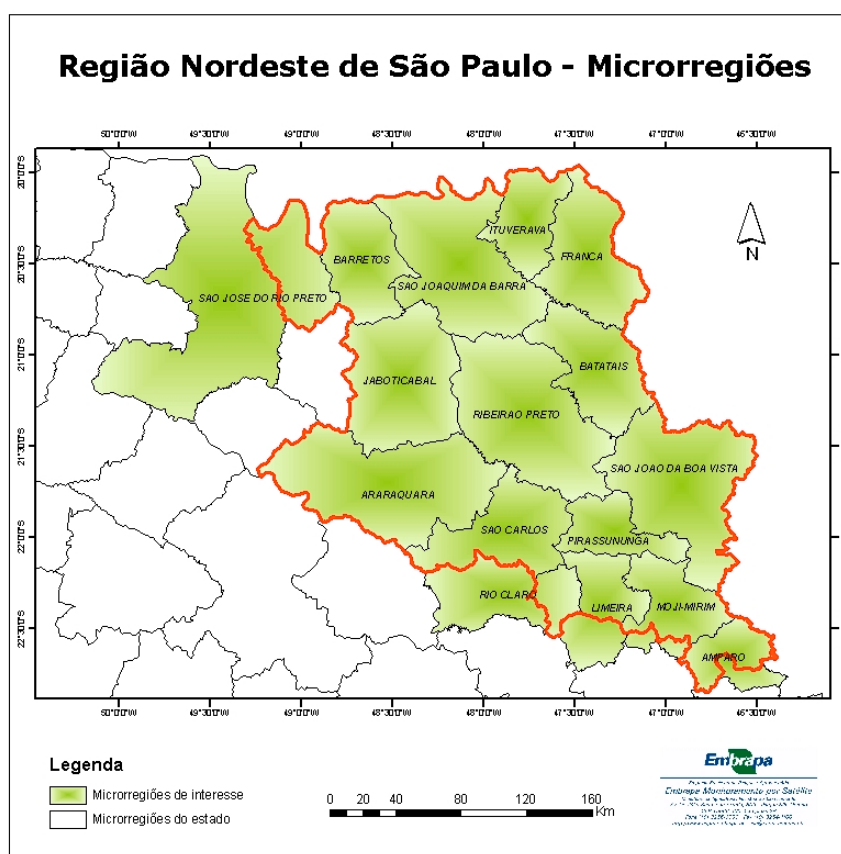 Região Nordeste de São Paulo - Microrregiões
50°0'0"W 49°30'0"W 49°0'0"W 48°30'0"W 48°0'0"W 47°30'0"W 47°0'0"W 46°30'0"W
20°0'0"S
20°30'0"S
21°0'0"S
21°30'0"S
22°0'0"S
22°30'0"S
N
ITUVERAVA
BARRETOS
FRANCA
SAO JOAQUIM DA BARRA
SAO JOSE DO RIO PRETO
BATATAIS
JABOTICABAL
RIBEIRAO PRETO
SAO JOAO DA BOA VISTA
ARARAQUARA
SAO CARLOS
PIRASSUNUNGA
RIO CLARO
LIMEIRA
MOJI-MIRIM
AMPARO
50°0'0"W 49°30'0"W 49°0'0"W 48°30'0"W 48°0'0"W 47°30'0"W 47°0'0"W 46°30'0"W
Legenda
Microrregiões de interesse
Microrregiões do estado
0 10 20 40 80 120 160
Km
Embrapa
Embrapa Monitoramento por Satélite